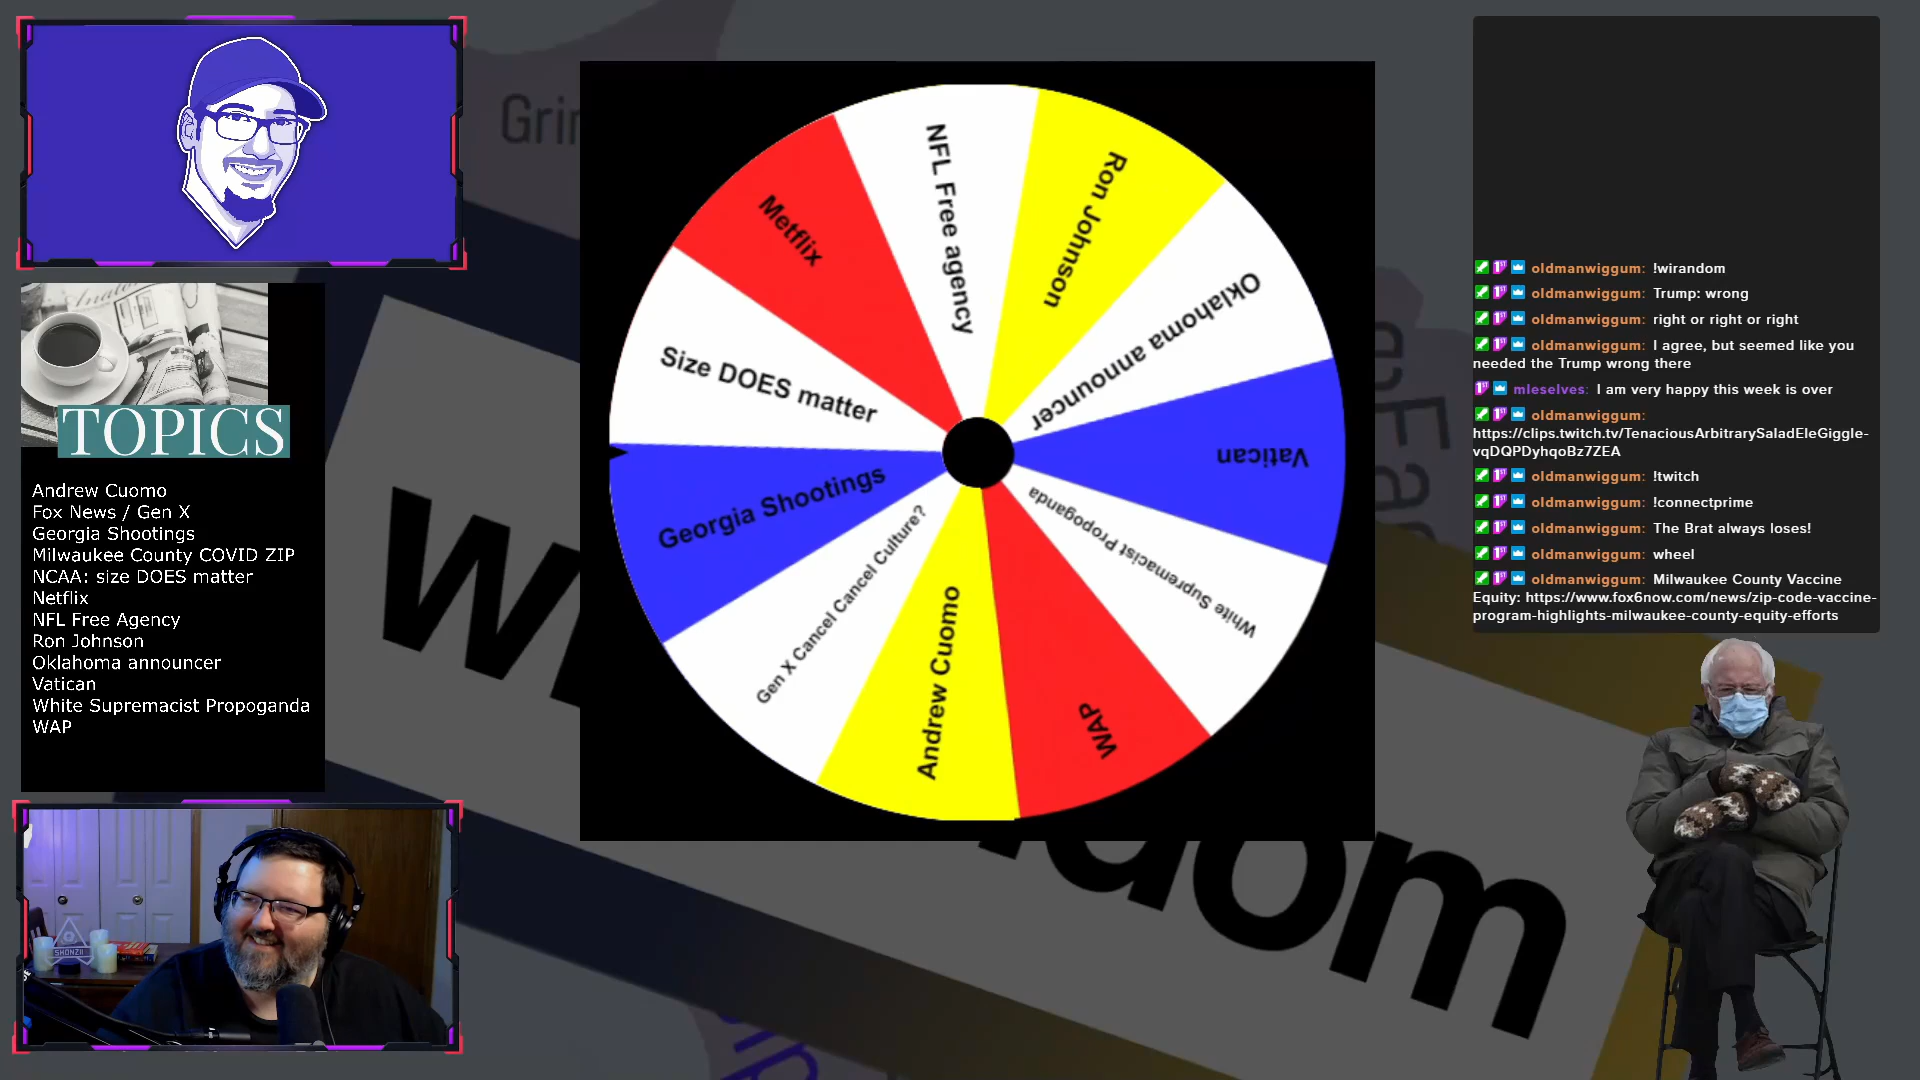 Grin
TOPICS
Andrew Cuomo
Fox News / Gen X
Georgia Shootings
Milwaukee County COVID ZIP
NCAA: size DOES matter
Netflix
NFL Free Agency
Ron Johnson
Oklahoma announcer
Vatican
White Supremacist Propoganda
WAP
NFL Free agency
Ron Johnson
Oklahoma announcer
Vatican
White Supremacist Propoganda
WAP
Andrew Cuomo
Gen X Cancel Cancel Culture?
Georgia Shootings
Size DOES matter
Metflix
oldmanwiggum: !wirandom
oldmanwiggum: Trump: wrong
oldmanwiggum: right or right or right
oldmanwiggum: I agree, but seemed like you
needed the Trump wrong there
mleselves: I am very happy this week is over
oldmanwiggum:
https://clips.twitch.tv/TenaciousArbitrarySaladEleGiggle-
vqDQPDyhqoBz7ZEA
oldmanwiggum: !twitch
oldmanwiggum: !connectprime
oldmanwiggum: The Brat always loses!
oldmanwiggum: wheel
oldmanwiggum: Milwaukee County Vaccine
Equity: https://www.fox6now.com/news/zip-code-vaccine-
program-highlights-milwaukee-county-equity-efforts
SHONZII